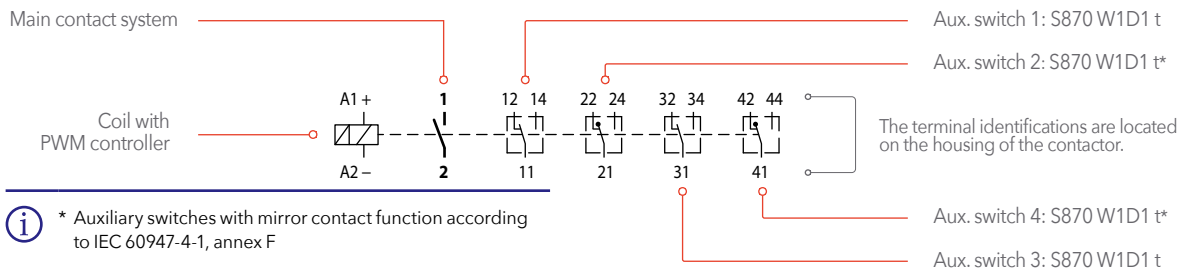 Main contact system
Aux. switch 1: S870 W1D1 t
Aux. switch 2: S870 W1D1 t*
A1 +
1
12 14
22 24
32 34
42 44
Coil with
PWM controller
The terminal identifications are located
on the housing of the contactor.
A2 –
2
11
21
31
41
i
* Auxiliary switches with mirror contact function according
to IEC 60947-4-1, annex F
Aux. switch 4: S870 W1D1 t*
Aux. switch 3: S870 W1D1 t